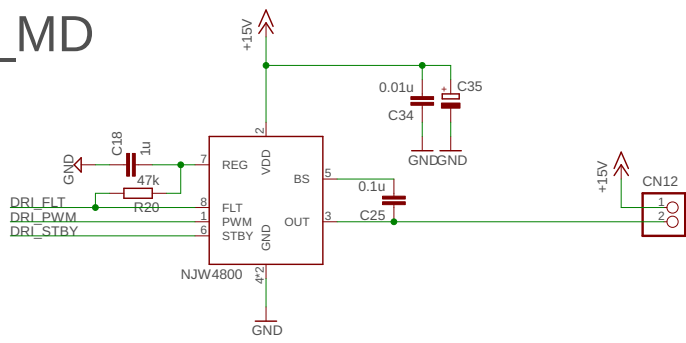 _MD
+15V
0.01u
C35
+
C34
GND
GND
C18
1u
GND
47k
R20
DRI_FLT
DRI_PWM
DRI_STBY
7
8
1
6
2
REG
FLT
PWM
STBY
VDD
GND
BS
OUT
5
3
NJW4800
4*2
GND
0.1u
C25
+15V
CN12
1
2